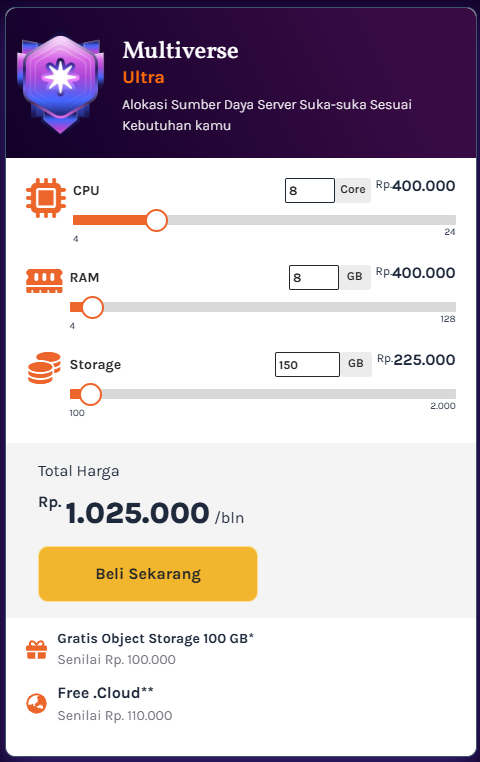 Multiverse
Ultra
Alokasi Sumber Daya Server Suka-suka Sesuai
Kebutuhan kamu
CPU 8 Core Rp.400.000
4 24
RAM 8 GB Rp.400.000
4 128
Storage 150 GB Rp.225.000
100 2.000
Total Harga
Rp. 1.025.000 /bln
Beli Sekarang
Gratis Object Storage 100 GB*
Senilai Rp. 100.000
Free .Cloud**
Senilai Rp. 110.000